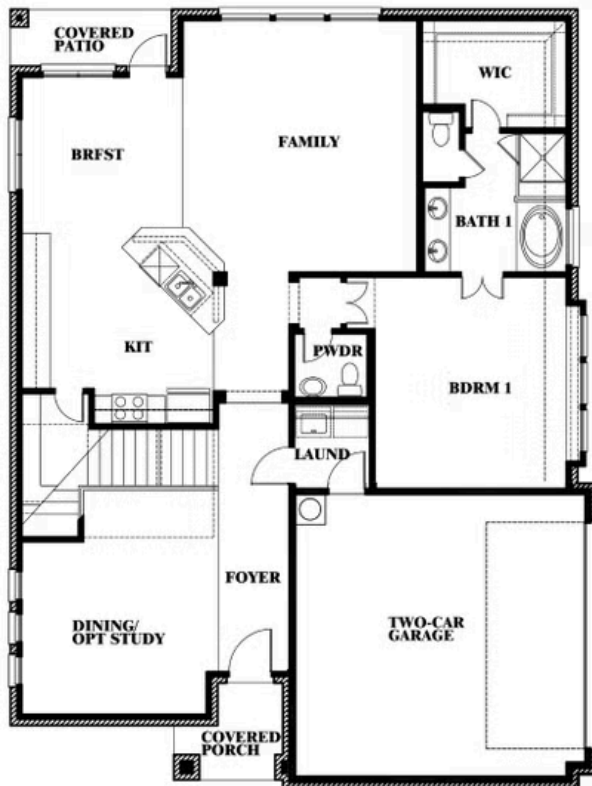 COVERED
PATIO
WIC
BRFST
FAMILY
BATH 1
KIT
PWDR
BDRM 1
LAUND
FOYER
DINING/
OPT STUDY
TWO-CAR
GARAGE
COVERED
PORCH